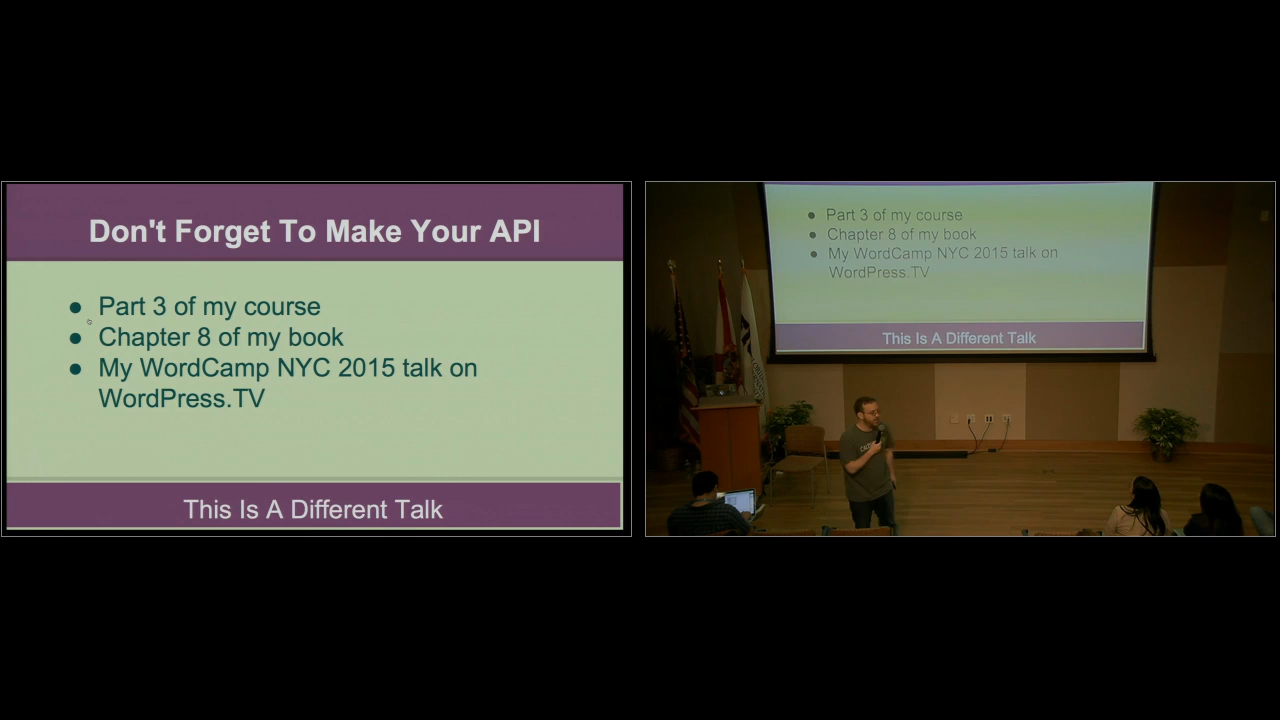 Don't Forget To Make Your API
● Part 3 of my course
● Chapter 8 of my book
● My WordCamp NYC 2015 talk on
WordPress.TV
This Is A Different Talk
● Part 3 of my course
● Chapter 8 of my book
● My WordCamp NYC 2015 talk on
WordPress.TV
This Is A Different Talk